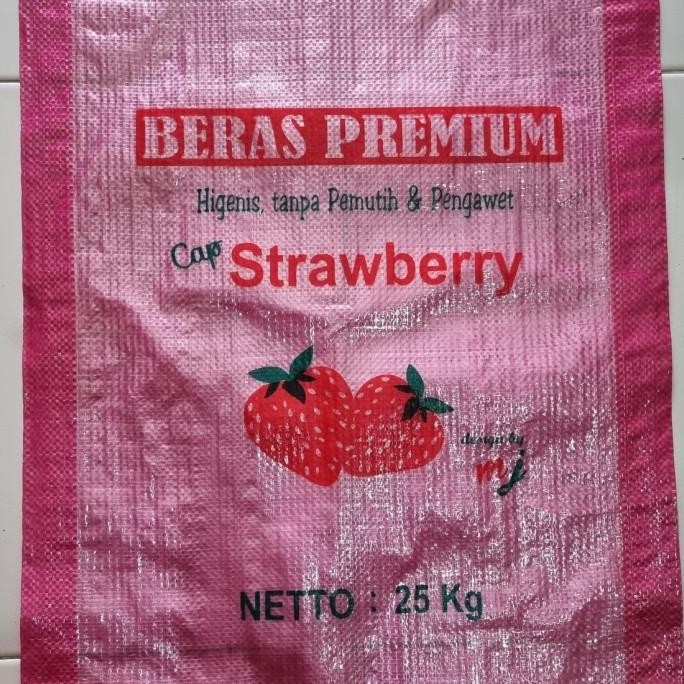 BERAS PREMIUM
Higenis, tanpa Pemutih & Pengawet
Cap Strawberry
design by
mj
NETTO : 25 Kg